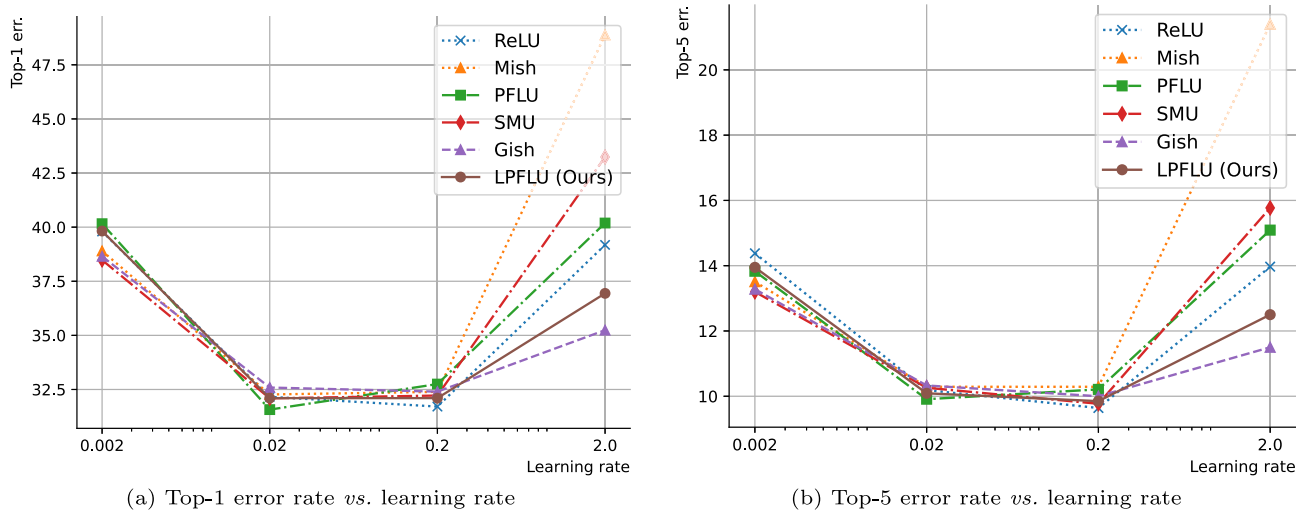 Top-1 err.
47.5
45.0
42.5
40.0
37.5
35.0
32.5
ReLU
Mish
PFLU
SMU
Gish
LPFLU (Ours)
0.002
0.02
0.2
2.0
Learning rate
(a) Top-1 error rate vs. learning rate
Top-5 err.
20
18
16
14
12
10
ReLU
Mish
PFLU
SMU
Gish
LPFLU (Ours)
0.002
0.02
0.2
2.0
Learning rate
(b) Top-5 error rate vs. learning rate